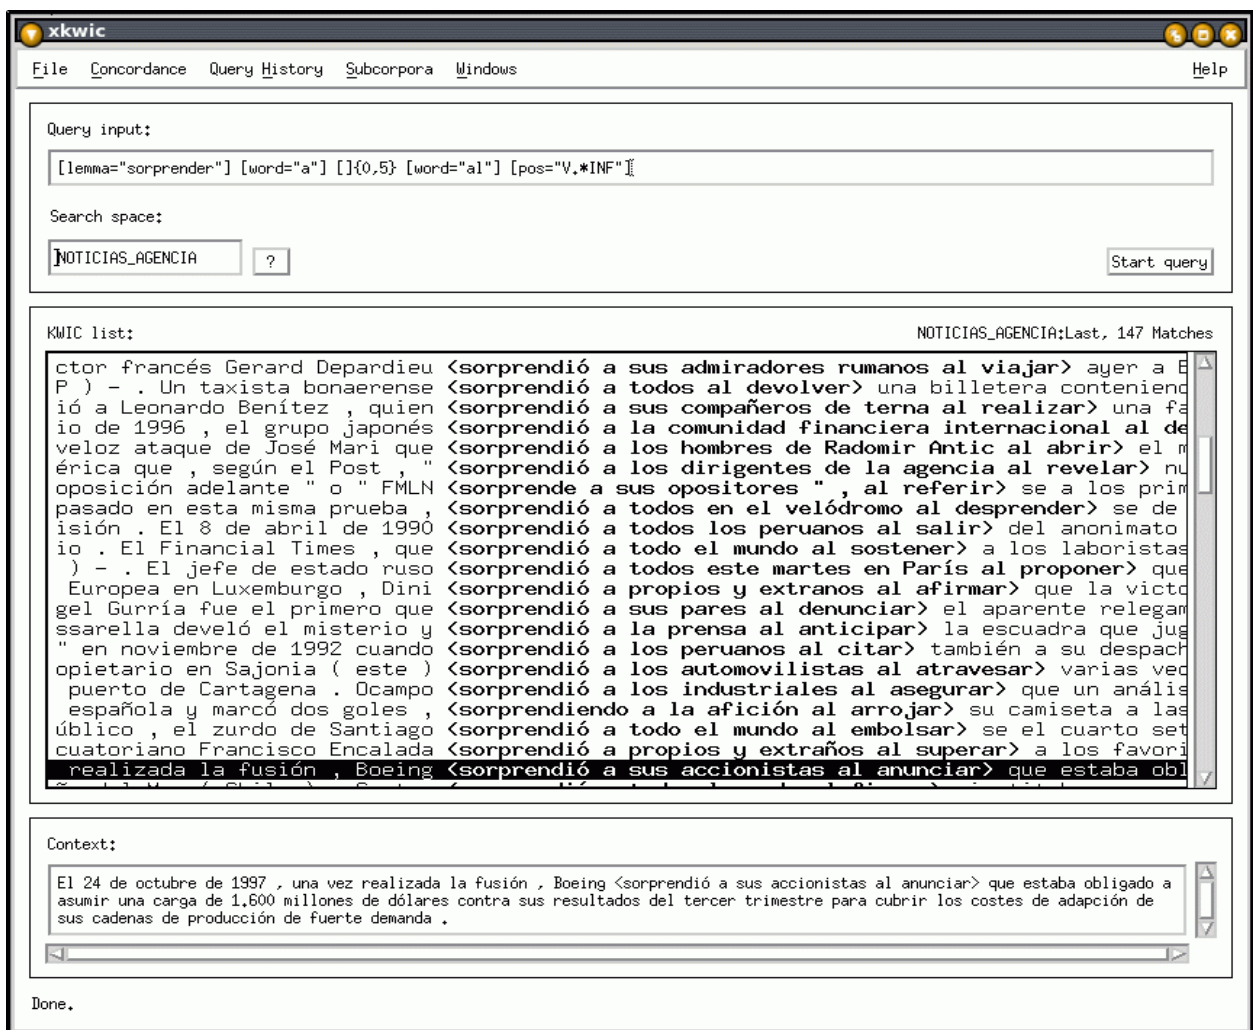 xkwic
File Concordance Query History Subcorpora Windows Help
Query input:
[lemma="sorprender"] [word="a"] []{0,5} [word="al"] [pos="V.*INF"]
Search space:
NOTICIAS_AGENCIA ? Start query
KWIC list: NOTICIAS_AGENCIA:Last, 147 Matches
ctor francés Gerard Depardieu <sorprendió a sus admiradores rumanos al viajar> ayer a B
P ) - . Un taxista bonaerense <sorprendió a todos al devolver> una billetera conteniend
ió a Leonardo Benítez , quien <sorprendió a sus compañeros de terna al realizar> una fa
io de 1996 , el grupo japonés <sorprendió a la comunidad financiera internacional al de
veloz ataque de José Mari que <sorprendió a los hombres de Radomir Antic al abrir> el m
érica que , según el Post , " <sorprendió a los dirigentes de la agencia al revelar> nu
oposición adelante " o " FMLN <sorprende a sus opositores " , al referir> se a los prim
pasado en esta misma prueba , <sorprendió a todos en el velódromo al desprender> se de
isión . El 8 de abril de 1990 <sorprendió a todos los peruanos al salir> del anonimato
io . El Financial Times , que <sorprendió a todo el mundo al sostener> a los laboristas
) - . El jefe de estado ruso <sorprendió a todos este martes en París al proponer> que
Europea en Luxemburgo , Dini <sorprendió a propios y extranos al afirmar> que la victo
gel Gurría fue el primero que <sorprendió a sus pares al denunciar> el aparente relegam
ssarella develó el misterio y <sorprendió a la prensa al anticipar> la escuadra que jug
" en noviembre de 1992 cuando <sorprendió a los peruanos al citar> también a su despach
opietario en Sajonia ( este ) <sorprendió a los automovilistas al atravesar> varias vec
puerto de Cartagena . Ocampo <sorprendió a los industriales al asegurar> que un anális
española y marcó dos goles , <sorprendiendo a la afición al arrojar> su camiseta a las
úblico , el zurdo de Santiago <sorprendió a todo el mundo al embolsar> se el cuarto set
cuatoriano Francisco Encalada <sorprendió a propios y extraños al superar> a los favori
realizada la fusión , Boeing <sorprendió a sus accionistas al anunciar> que estaba obl
Context:
El 24 de octubre de 1997 , una vez realizada la fusión , Boeing <sorprendió a sus accionistas al anunciar> que estaba obligado a
asumir una carga de 1.600 millones de dólares contra sus resultados del tercer trimestre para cubrir los costes de adapción de
sus cadenas de producción de fuerte demanda .
Done.